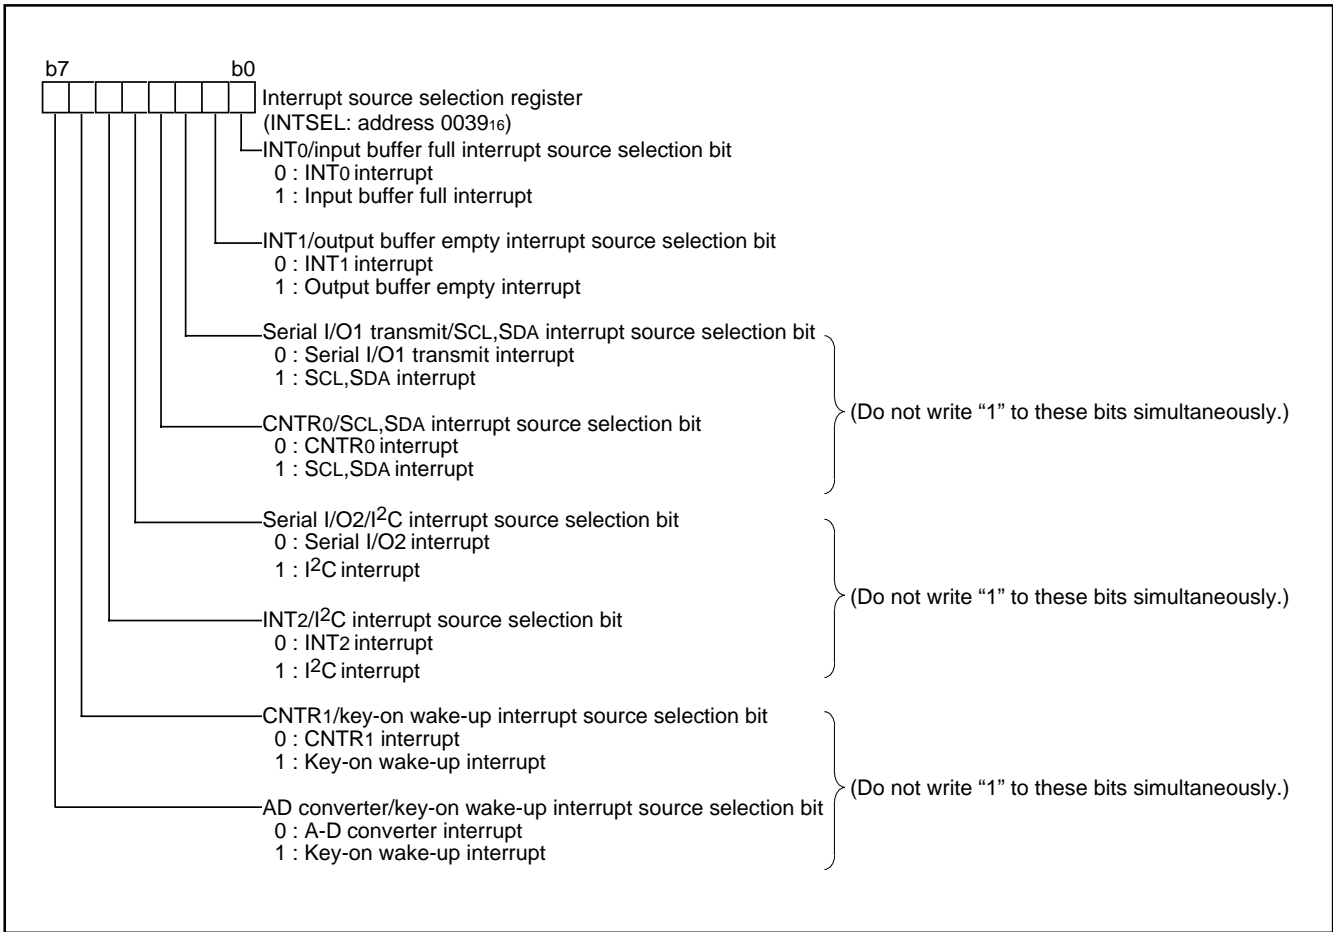 b7 b0
Interrupt source selection register
(INTSEL: address 003916)
INT0/input buffer full interrupt source selection bit
0 : INT0 interrupt
1 : Input buffer full interrupt
INT1/output buffer empty interrupt source selection bit
0 : INT1 interrupt
1 : Output buffer empty interrupt
Serial I/O1 transmit/SCL,SDA interrupt source selection bit
0 : Serial I/O1 transmit interrupt
1 : SCL,SDA interrupt
(Do not write “1” to these bits simultaneously.)
CNTR0/SCL,SDA interrupt source selection bit
0 : CNTR0 interrupt
1 : SCL,SDA interrupt
Serial I/O2/I2C interrupt source selection bit
0 : Serial I/O2 interrupt
1 : I2C interrupt
(Do not write “1” to these bits simultaneously.)
INT2/I2C interrupt source selection bit
0 : INT2 interrupt
1 : I2C interrupt
CNTR1/key-on wake-up interrupt source selection bit
0 : CNTR1 interrupt
1 : Key-on wake-up interrupt
(Do not write “1” to these bits simultaneously.)
AD converter/key-on wake-up interrupt source selection bit
0 : A-D converter interrupt
1 : Key-on wake-up interrupt